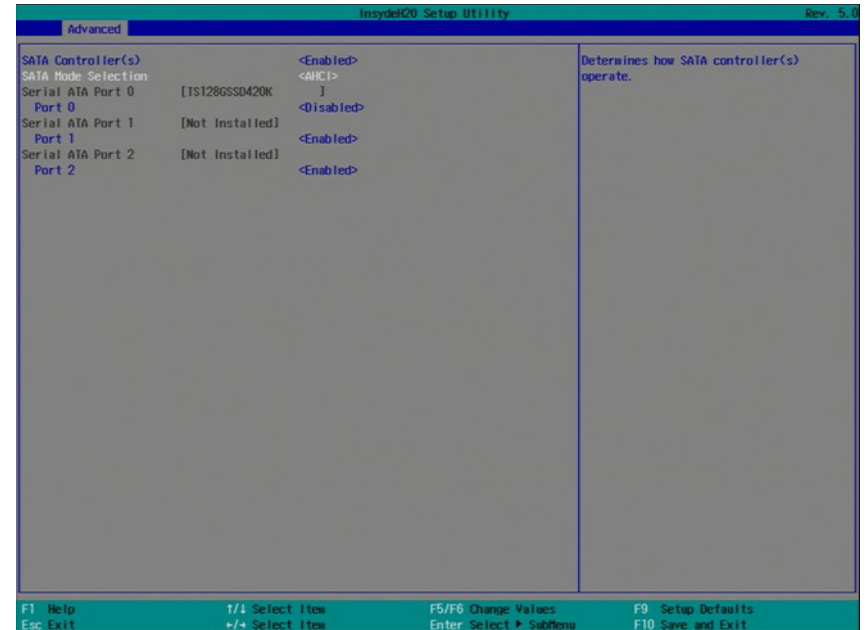 InsydeH20 Setup Utility Rev. 5.0
Advanced
SATA Controller(s) <Enabled> Determines how SATA controller(s)
SATA Mode Selection <AHCI> operate.
Serial ATA Port 0 [TS128GSSD420K ]
Port 0 <Disabled>
Serial ATA Port 1 [Not Installed]
Port 1 <Enabled>
Serial ATA Port 2 [Not Installed]
Port 2 <Enabled>
F1 Help ↑/↓ Select Item F5/F6 Change Values F9 Setup Defaults
Esc Exit ←/→ Select Item Enter Select ▶ SubMenu F10 Save and Exit